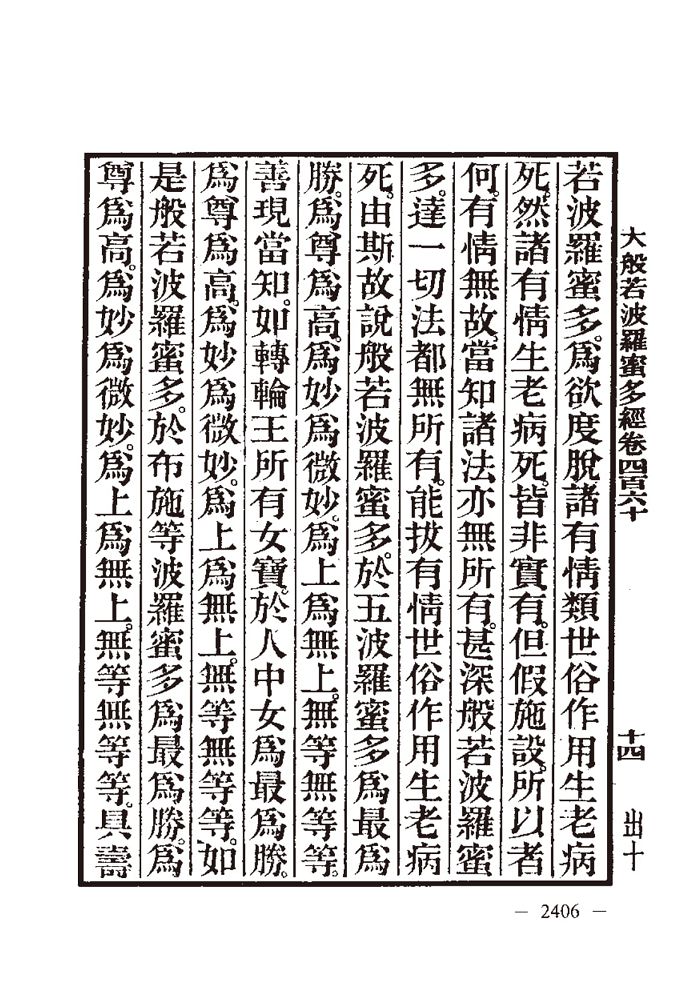 大般若波羅蜜多經卷四百六十 十四 出十
若波羅蜜多。爲欲度脫諸有情類世俗作用生老病
死。然諸有情生老病死。皆非實有。但假施設。所以者
何。有情無故。當知諸法亦無所有。甚深般若波羅蜜
多。達一切法都無所有。能拔有情世俗作用生老病
死。由斯故說般若波羅蜜多。於五波羅蜜多爲最爲
勝。爲尊爲高。爲妙爲微妙。爲上爲無上。無等無等等。
善現當知。如轉輪王所有女寶。於人中女爲最爲勝。
爲尊爲高。爲妙爲微妙。爲上爲無上。無等無等等。如
是般若波羅蜜多。於布施等波羅蜜多爲最爲勝。爲
尊爲高。爲妙爲微妙。爲上爲無上。無等無等等。具壽
— 2406 —